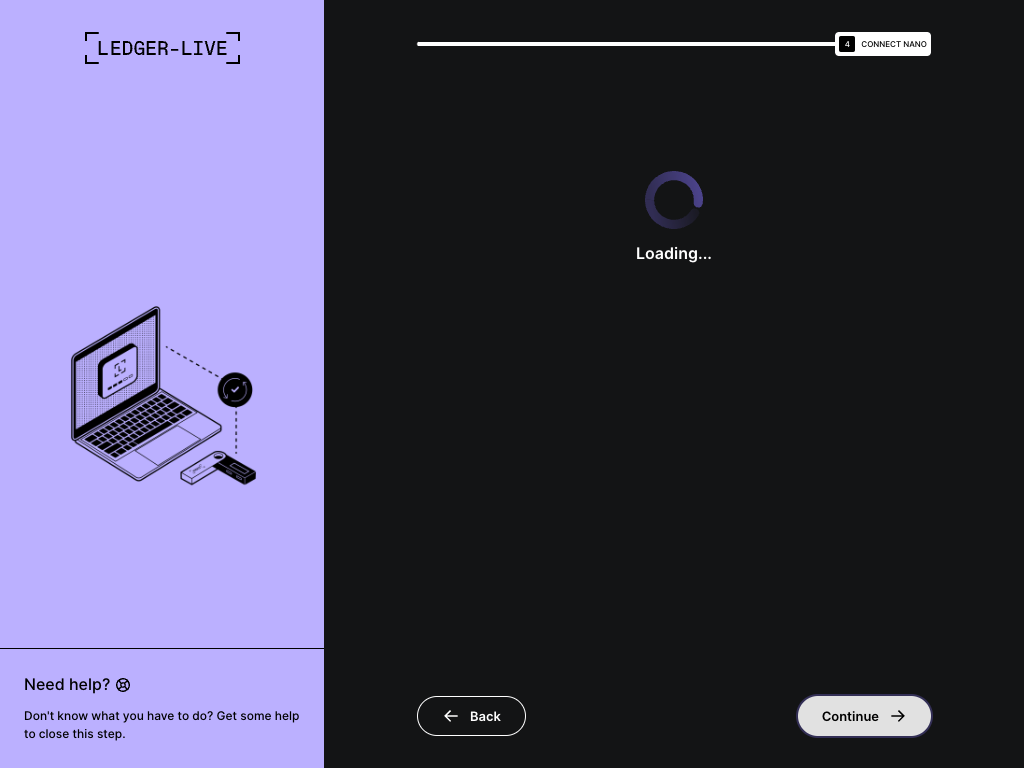 LEDGER-LIVE
4 CONNECT NANO
Loading...
Need help?
Don't know what you have to do? Get some help
to close this step.
Back
Continue